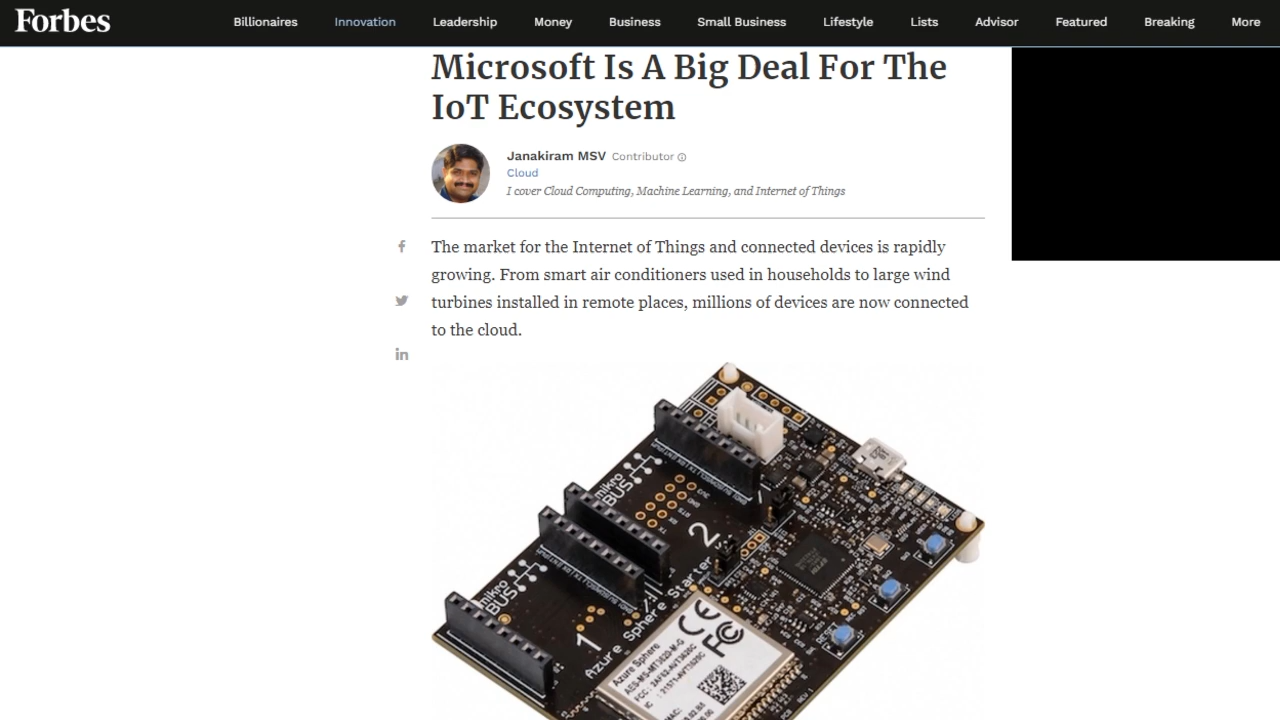 Forbes
Billionaires Innovation Leadership Money Business Small Business Lifestyle Lists Advisor Featured Breaking More
Microsoft Is A Big Deal For The
IoT Ecosystem
Janakiram MSV Contributor
Cloud
I cover Cloud Computing, Machine Learning, and Internet of Things
The market for the Internet of Things and connected devices is rapidly
growing. From smart air conditioners used in households to large wind
turbines installed in remote places, millions of devices are now connected
to the cloud.
mikro
BUS
2
mikro
BUS
1
Azure Sphere Starter
CE
FC
Azure Sphere
RESET